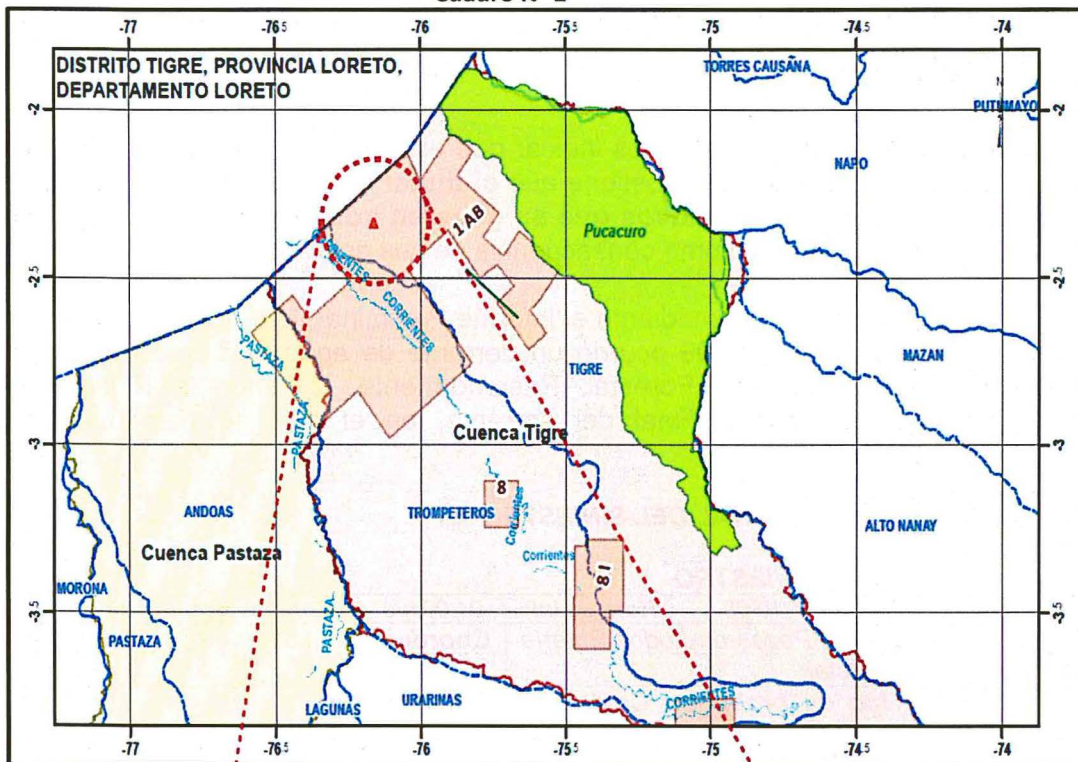 -77 -76.5 -76 -75.5 -75 -74.5 -74
DISTRITO TIGRE, PROVINCIA LORETO,
DEPARTAMENTO LORETO
TORRES CAUSANA
N
PUTUMAYO
-2
-2
NAPO
1AB
Pucacuro
CORRIENTES
-2.5
-2.5
CORRIENTES
PASTAZA
TIGRE
MAZAN
PASTAZA
Cuenca Tigre
-3
-3
8
ANDOAS
TROMPETEROS
Corrientes
ALTO NANAY
Cuenca Pastaza
Corrientes
8 I
MORONA
PASTAZA
PASTAZA
-3.5
-3.5
LAGUNAS
URARINAS
CORRIENTES
-77 -76.5 -76 -75.5 -75 -74.5 -74